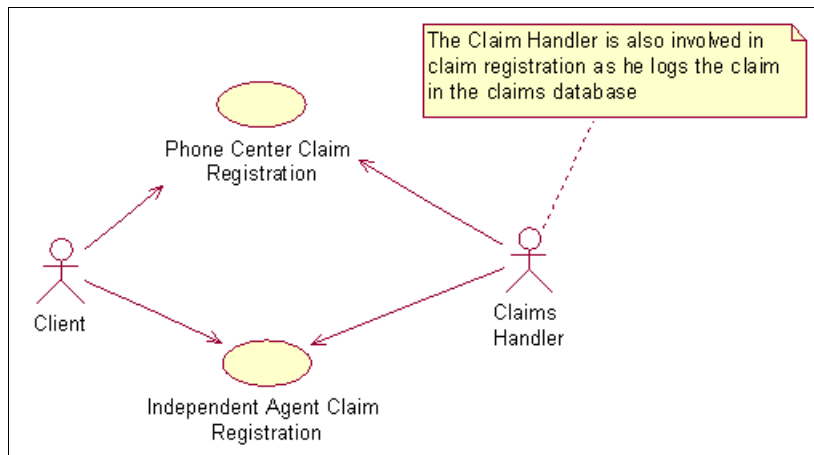 The Claim Handler is also involved in
claim registration as he logs the claim
in the claims database
Phone Center Claim
Registration
Client
Claims
Handler
Independent Agent Claim
Registration